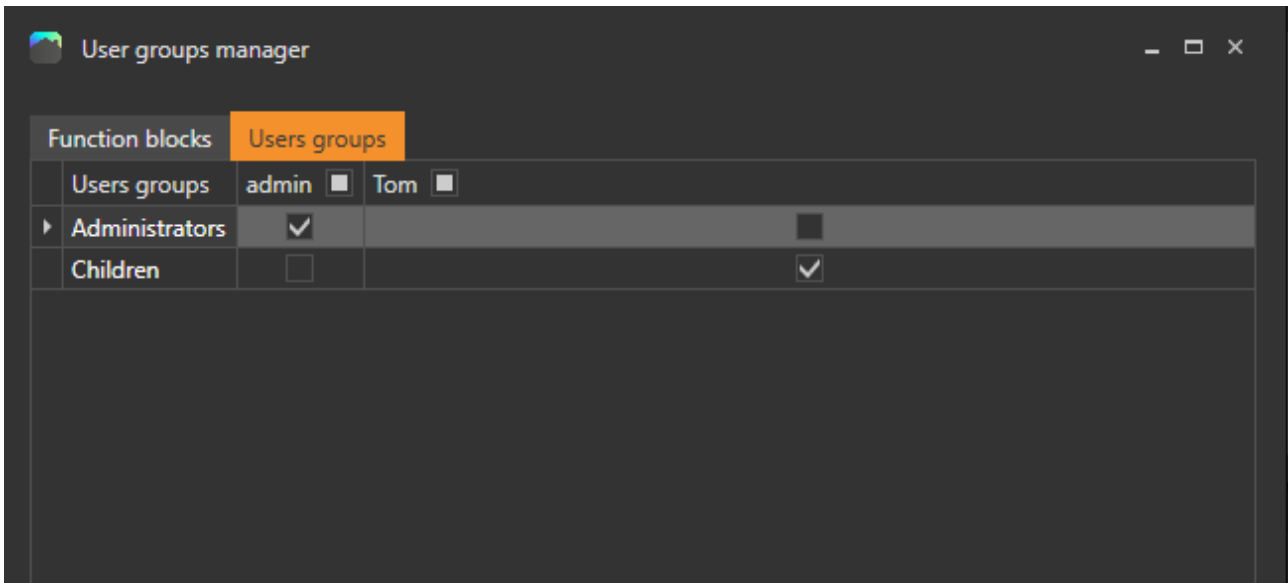 User groups manager
Function blocks Users groups
Users groups admin Tom
Administrators
Children